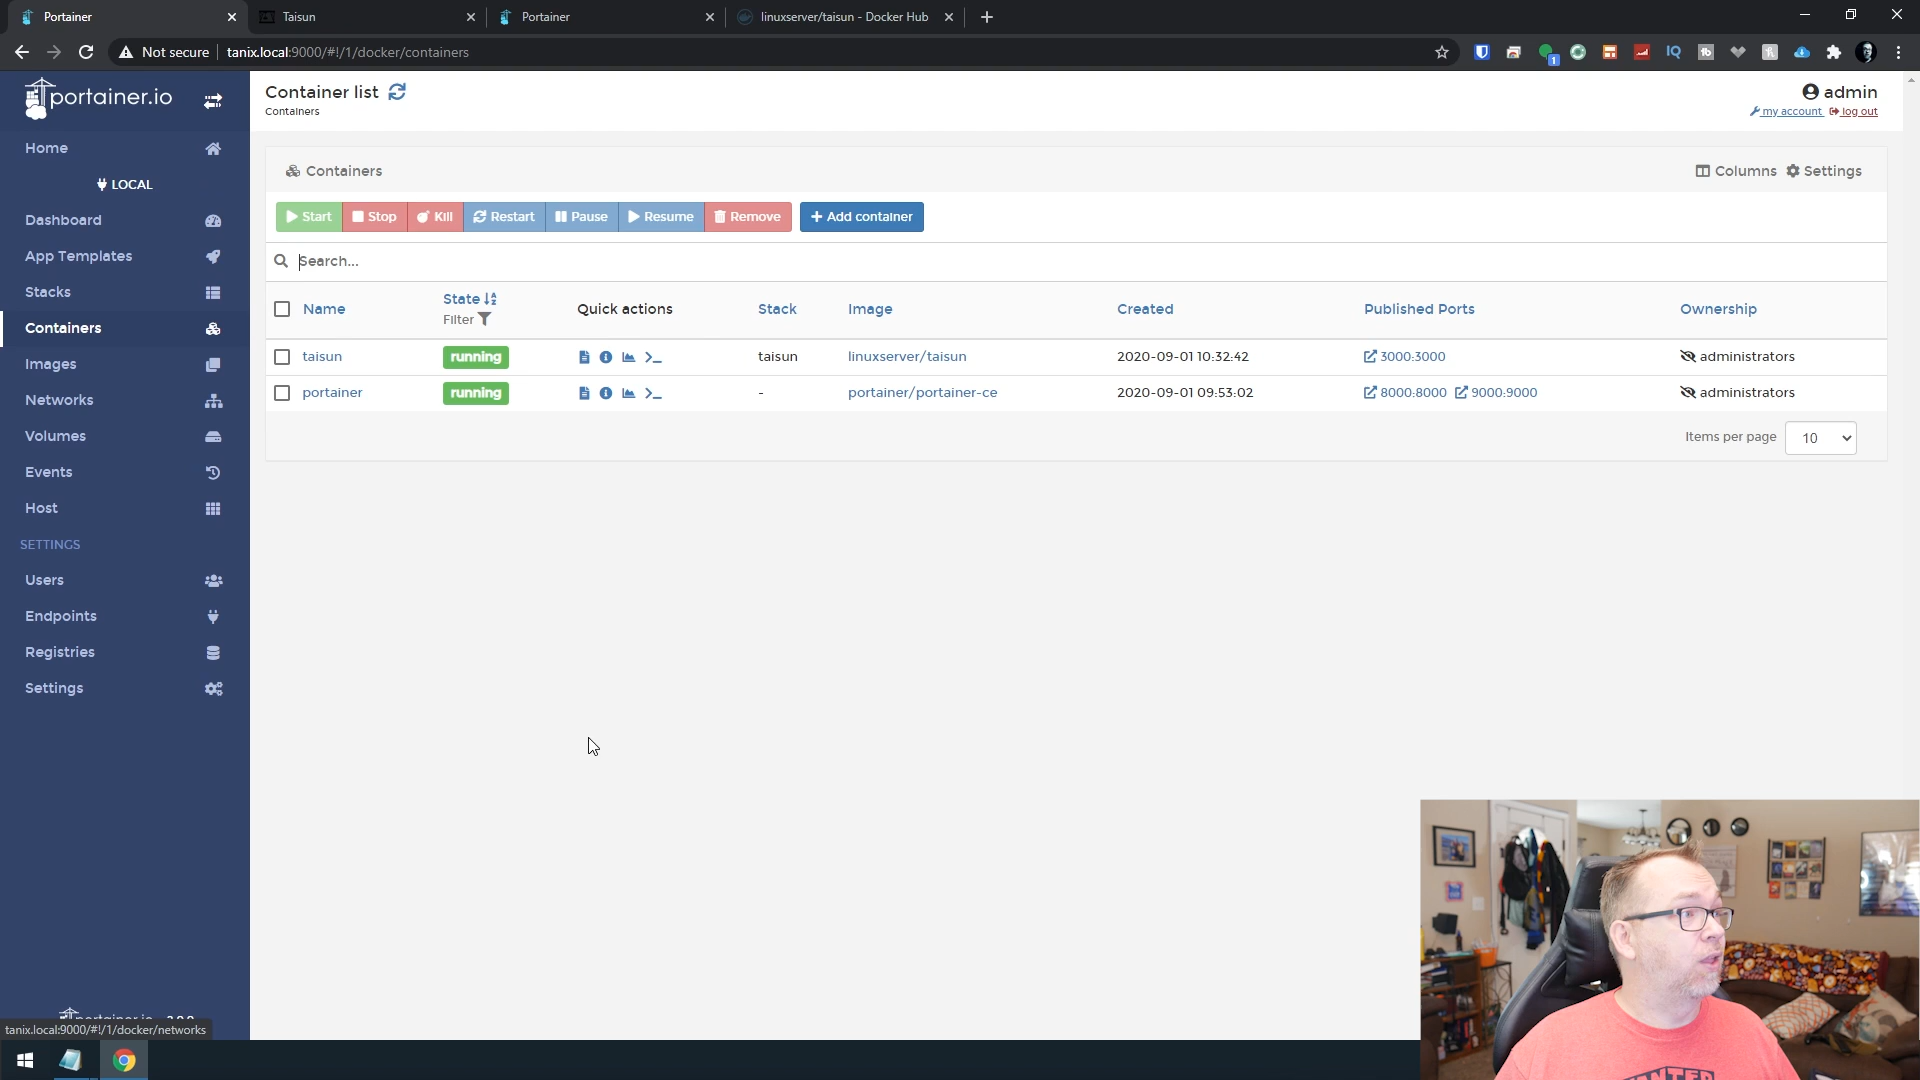 Portainer
Taisun
Portainer
linuxserver/taisun - Docker Hub
Not secure
tanix.local:9000/#!/1/docker/containers
1
IQ
portainer.io
Container list
Containers
admin
my account
log out
Home
LOCAL
Dashboard
App Templates
Stacks
Containers
Images
Networks
Volumes
Events
Host
SETTINGS
Users
Endpoints
Registries
Settings
Containers
Columns
Settings
Start
Stop
Kill
Restart
Pause
Resume
Remove
Add container
Search...
Name
State
Filter
Quick actions
Stack
Image
Created
Published Ports
Ownership
taisun
running
taisun
linuxserver/taisun
2020-09-01 10:32:42
3000:3000
administrators
portainer
running
-
portainer/portainer-ce
2020-09-01 09:53:02
8000:8000
9000:9000
administrators
Items per page
10
tanix.local:9000/#!/1/docker/networks